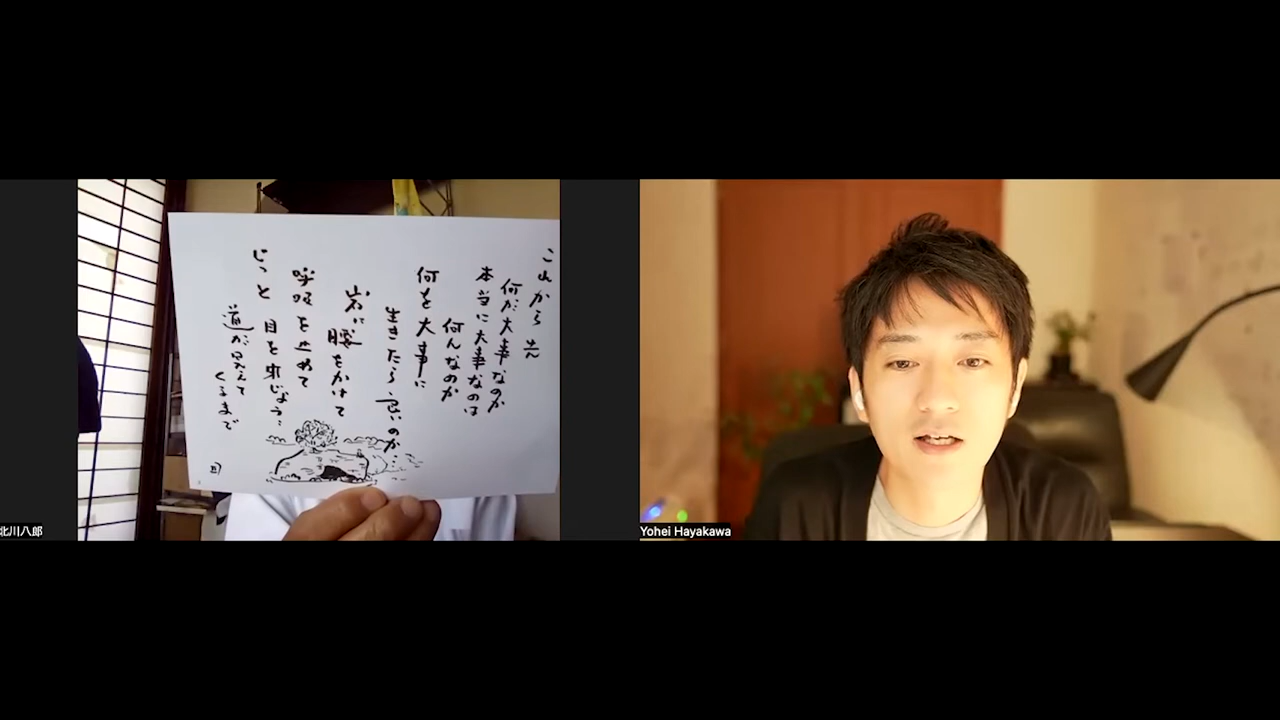 これから先
何が大事なのか
本当に大事なのは
何んなのか
何を大事に
生きたら良いのか…
岩に腰をかけて
呼吸を止めて
じっと目を閉じよう…
道が見えて
くるまで
北川八郎
Yohei Hayakawa